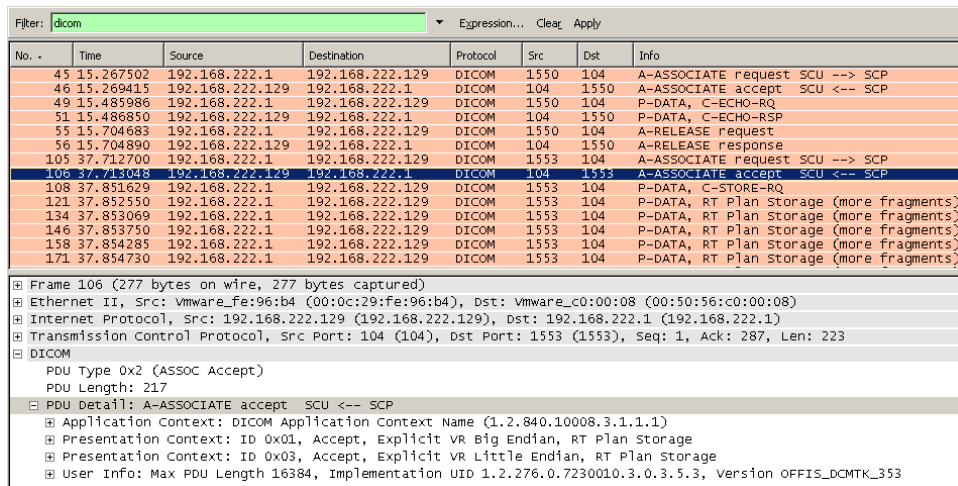 Filter: dicom Expression... Clear Apply
No. - Time Source Destination Protocol Src Dst Info
45 15.267502 192.168.222.1 192.168.222.129 DICOM 1550 104 A-ASSOCIATE request SCU --> SCP
46 15.269415 192.168.222.129 192.168.222.1 DICOM 104 1550 A-ASSOCIATE accept SCU <-- SCP
49 15.485986 192.168.222.1 192.168.222.129 DICOM 1550 104 P-DATA, C-ECHO-RQ
51 15.486850 192.168.222.129 192.168.222.1 DICOM 104 1550 P-DATA, C-ECHO-RSP
55 15.704683 192.168.222.1 192.168.222.129 DICOM 1550 104 A-RELEASE request
56 15.704890 192.168.222.129 192.168.222.1 DICOM 104 1550 A-RELEASE response
105 37.712700 192.168.222.1 192.168.222.129 DICOM 1553 104 A-ASSOCIATE request SCU --> SCP
106 37.713048 192.168.222.129 192.168.222.1 DICOM 104 1553 A-ASSOCIATE accept SCU <-- SCP
108 37.851629 192.168.222.1 192.168.222.129 DICOM 1553 104 P-DATA, C-STORE-RQ
121 37.852550 192.168.222.1 192.168.222.129 DICOM 1553 104 P-DATA, RT Plan Storage (more fragments)
134 37.853069 192.168.222.1 192.168.222.129 DICOM 1553 104 P-DATA, RT Plan Storage (more fragments)
146 37.853750 192.168.222.1 192.168.222.129 DICOM 1553 104 P-DATA, RT Plan Storage (more fragments)
158 37.854285 192.168.222.1 192.168.222.129 DICOM 1553 104 P-DATA, RT Plan Storage (more fragments)
171 37.854730 192.168.222.1 192.168.222.129 DICOM 1553 104 P-DATA, RT Plan Storage (more fragments)
Frame 106 (277 bytes on wire, 277 bytes captured)
Ethernet II, Src: Vmware_fe:96:b4 (00:0c:29:fe:96:b4), Dst: Vmware_c0:00:08 (00:50:56:c0:00:08)
Internet Protocol, Src: 192.168.222.129 (192.168.222.129), Dst: 192.168.222.1 (192.168.222.1)
Transmission Control Protocol, Src Port: 104 (104), Dst Port: 1553 (1553), Seq: 1, Ack: 287, Len: 223
DICOM
PDU Type 0x2 (ASSOC Accept)
PDU Length: 217
PDU Detail: A-ASSOCIATE accept SCU <-- SCP
Application Context: DICOM Application Context Name (1.2.840.10008.3.1.1.1)
Presentation Context: ID 0x01, Accept, Explicit VR Big Endian, RT Plan Storage
Presentation Context: ID 0x03, Accept, Explicit VR Little Endian, RT Plan Storage
User Info: Max PDU Length 16384, Implementation UID 1.2.276.0.7230010.3.0.3.5.3, Version OFFIS_DCMTK_353